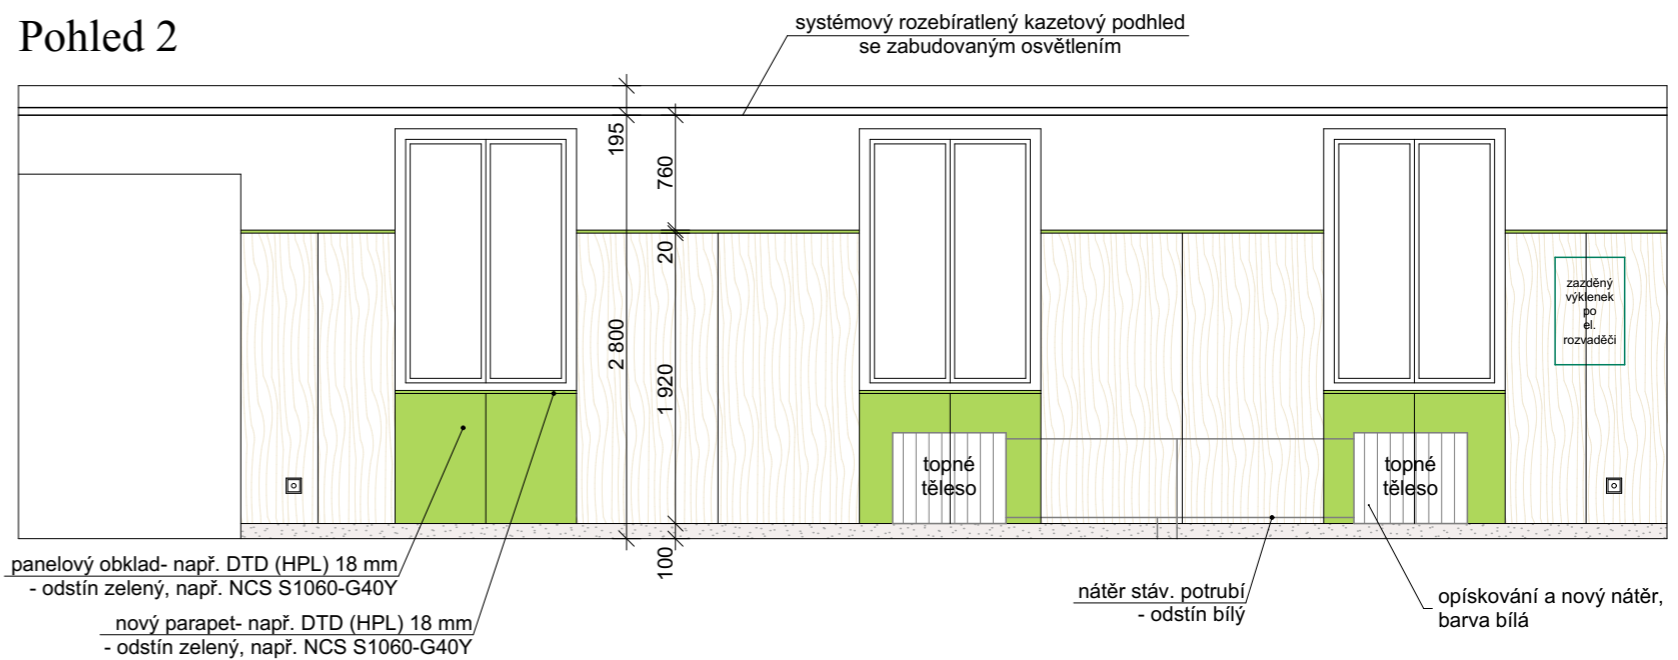 Pohled 2
systémový rozebíratlený kazetový podhled
se zabudovaným osvětlením
195
760
20
2 800
1 920
100
zazděný
výklenek
po
el.
rozvaděči
topné
těleso
topné
těleso
panelový obklad- např. DTD (HPL) 18 mm
- odstín zelený, např. NCS S1060-G40Y
nový parapet- např. DTD (HPL) 18 mm
- odstín zelený, např. NCS S1060-G40Y
nátěr stáv. potrubí
- odstín bílý
opískování a nový nátěr,
barva bílá